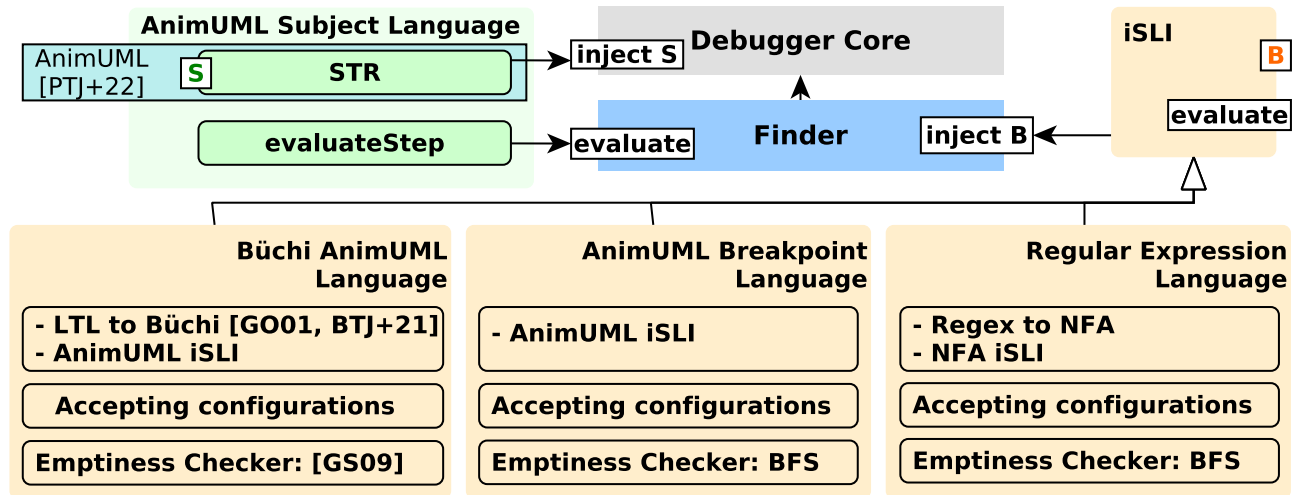 AnimUML Subject Language
AnimUML
[PTJ+22]
S
STR
evaluateStep
inject S
Debugger Core
evaluate
Finder
inject B
iSLI
B
evaluate
Büchi AnimUML
Language
- LTL to Büchi [GO01, BTJ+21]
- AnimUML iSLI
Accepting configurations
Emptiness Checker: [GS09]
AnimUML Breakpoint
Language
- AnimUML iSLI
Accepting configurations
Emptiness Checker: BFS
Regular Expression
Language
- Regex to NFA
- NFA iSLI
Accepting configurations
Emptiness Checker: BFS